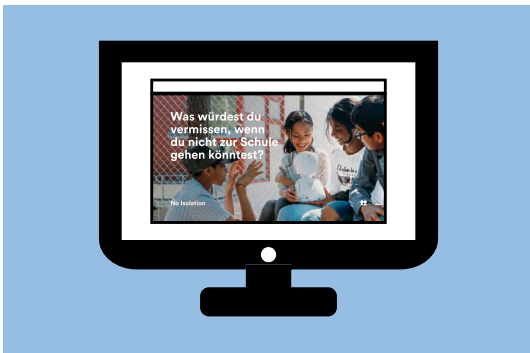 Was würdest du
vermissen, wenn
du nicht zur Schule
gehen könntest?
No Isolation